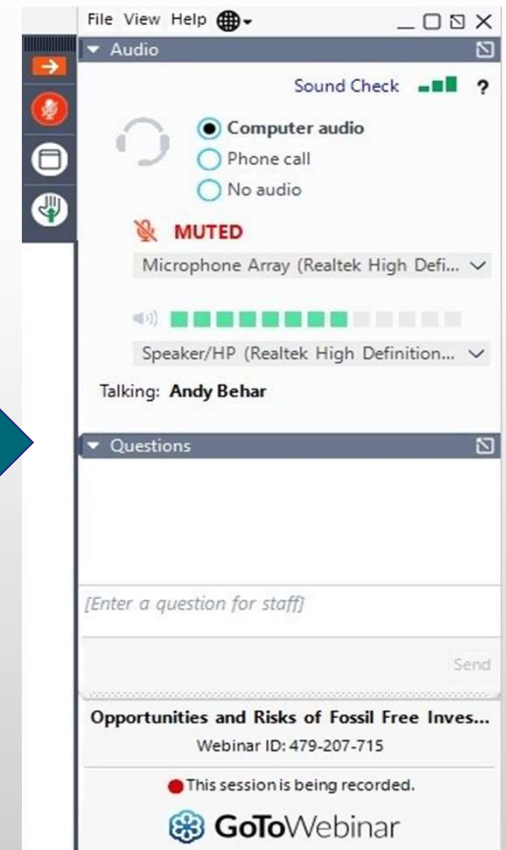 File View Help
Audio
Sound Check ?
Computer audio
Phone call
No audio
MUTED
Microphone Array (Realtek High Defi...
Speaker/HP (Realtek High Definition...
Talking: Andy Behar
Questions
[Enter a question for staff]
Send
Opportunities and Risks of Fossil Free Inves...
Webinar ID: 479-207-715
This session is being recorded.
GoToWebinar